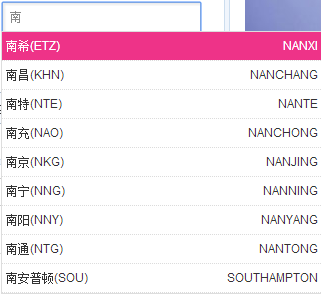 南
南希(ETZ) NANXI
南昌(KHN) NANCHANG
南特(NTE) NANTE
南充(NAO) NANCHONG
南京(NKG) NANJING
南宁(NNG) NANNING
南阳(NNY) NANYANG
南通(NTG) NANTONG
南安普顿(SOU) SOUTHAMPTON